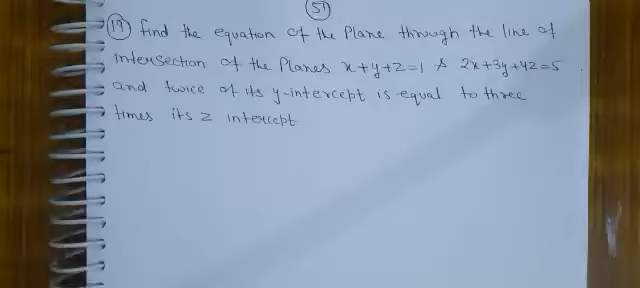 51
19 find the equation of the Plane through the line of
intersection of the Planes x+y+z=1 & 2x+3y+4z=5
and twice of its y-intercept is equal to three
times its z intercept